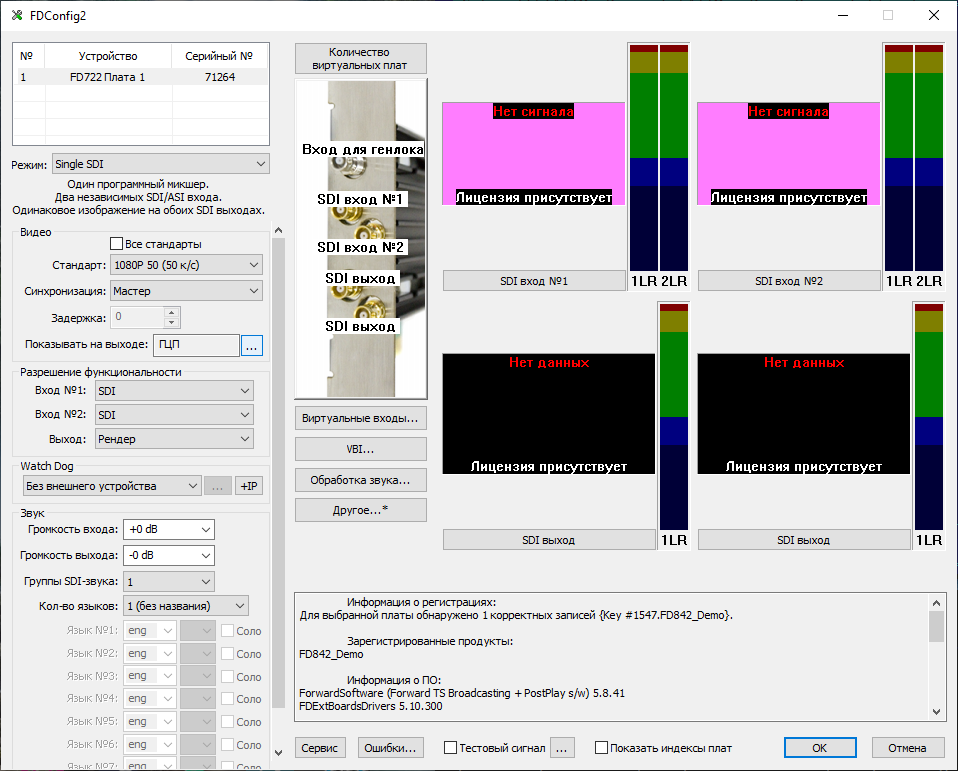 FDConfig2
№ Устройство Серийный №
1 FD722 Плата 1 71264
Режим: Single SDI
Один программный микшер.
Два независимых SDI/ASI входа.
Одинаковое изображение на обоих SDI выходах.
Видео
Все стандарты
Стандарт: 1080P 50 (50 к/с)
Синхронизация: Мастер
Задержка: 0
Показывать на выходе: ГЦП ...
Разрешение функциональности
Вход №1: SDI
Вход №2: SDI
Выход: Рендер
Watch Dog
Без внешнего устройства ... +IP
Звук
Громкость входа: +0 dB
Громкость выхода: -0 dB
Группы SDI-звука: 1
Кол-во языков: 1 (без названия)
Язык №1: eng Соло
Язык №2: eng Соло
Язык №3: eng Соло
Язык №4: eng Соло
Язык №5: eng Соло
Язык №6: eng Соло
Язык №7: eng Соло
Количество
виртуальных плат
Вход для генлока
SDI вход №1
SDI вход №2
SDI выход
SDI выход
Виртуальные входы...
VBI...
Обработка звука...
Другое...*
Нет сигнала
Лицензия присутствует
SDI вход №1
1LR 2LR
Нет сигнала
Лицензия присутствует
SDI вход №2
1LR 2LR
Нет данных
Лицензия присутствует
SDI выход
1LR
Нет данных
Лицензия присутствует
SDI выход
1LR
Информация о регистрациях:
Для выбранной платы обнаружено 1 корректных записей {Key #1547.FD842_Demo}.
Зарегистрированные продукты:
FD842_Demo
Информация о ПО:
ForwardSoftware (Forward TS Broadcasting + PostPlay s/w) 5.8.41
FDExtBoardsDrivers 5.10.300
Сервис Ошибки... Тестовый сигнал ... Показать индексы плат OK Отмена